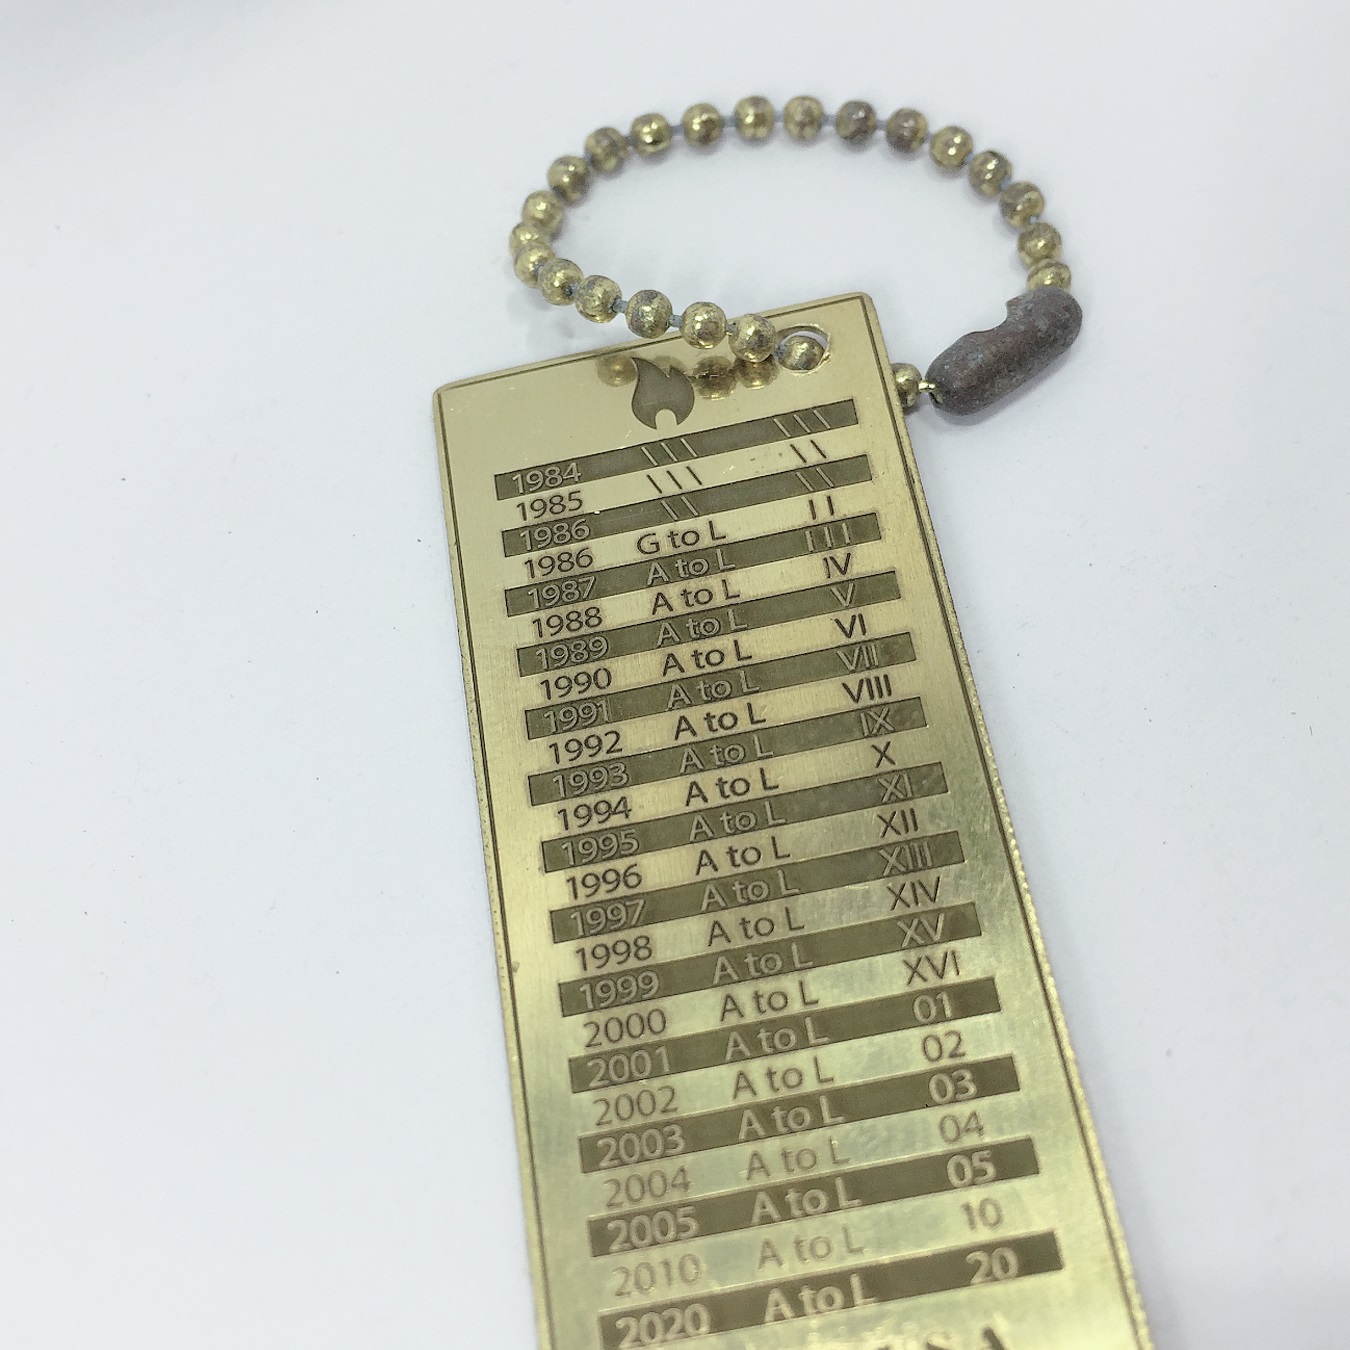 1984 \\\ \\\
1985 \\\ \\
1986 \\ \\
1986 G to L II
1987 A to L III
1988 A to L IV
1989 A to L V
1990 A to L VI
1991 A to L VII
1992 A to L VIII
1993 A to L IX
1994 A to L X
1995 A to L XI
1996 A to L XII
1997 A to L XIII
1998 A to L XIV
1999 A to L XV
2000 A to L XVI
2001 A to L 01
2002 A to L 02
2003 A to L 03
2004 A to L 04
2005 A to L 05
2010 A to L 10
2020 A to L 20